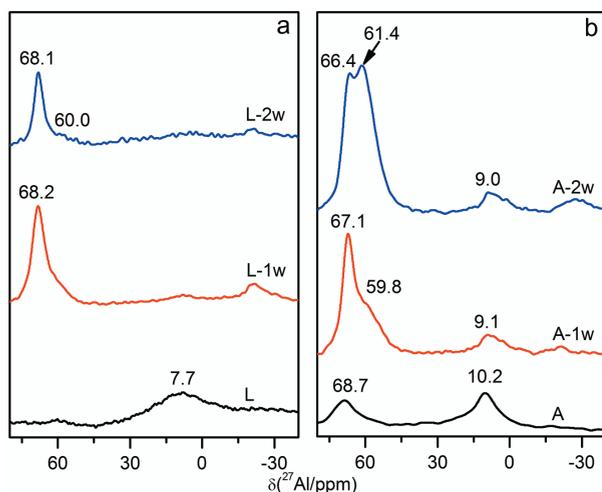 a
68.1
60.0
L-2w
68.2
L-1w
7.7
L
60 30 0 -30
b
61.4
66.4
9.0
A-2w
67.1
59.8
9.1
A-1w
68.7
10.2
A
60 30 0 -30
δ(²⁷Al/ppm)